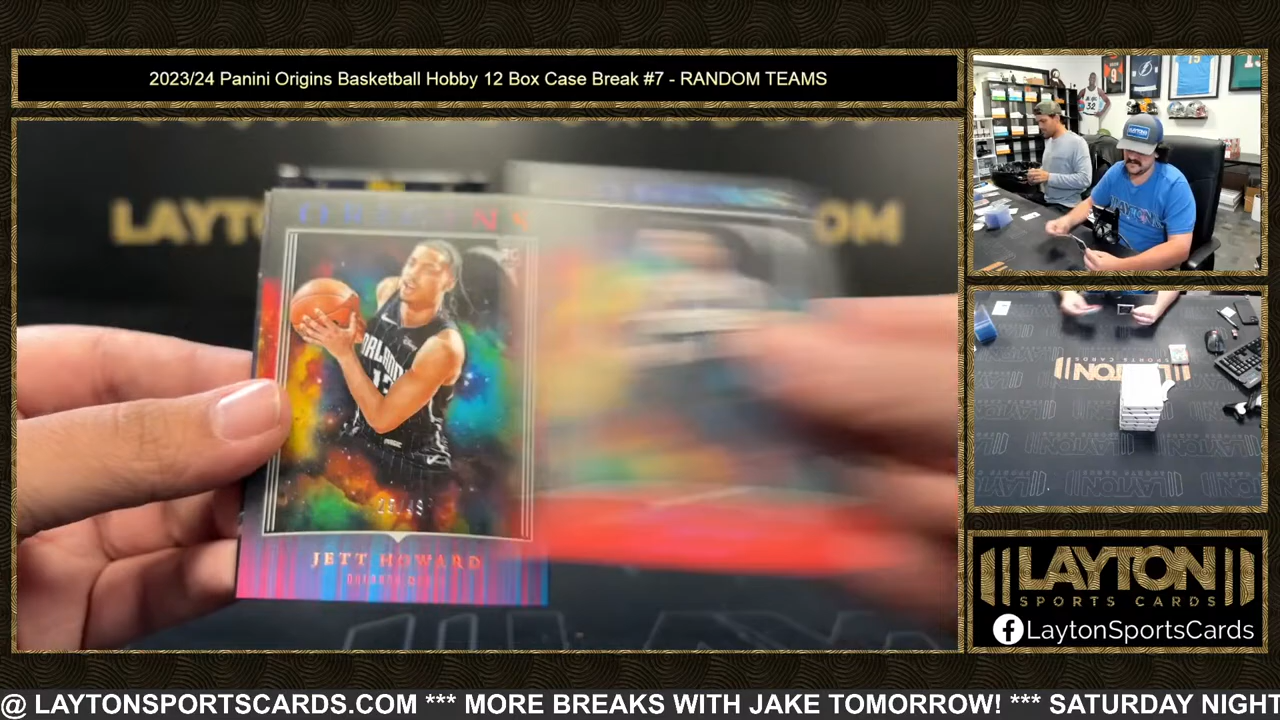 2023/24 Panini Origins Basketball Hobby 12 Box Case Break #7 - RANDOM TEAMS
ORIGINS
JETT HOWARD
LAYTON
SPORTS CARDS
LaytonSportsCards
@ LAYTONSPORTSCARDS.COM *** MORE BREAKS WITH JAKE TOMORROW! *** SATURDAY NIGHT